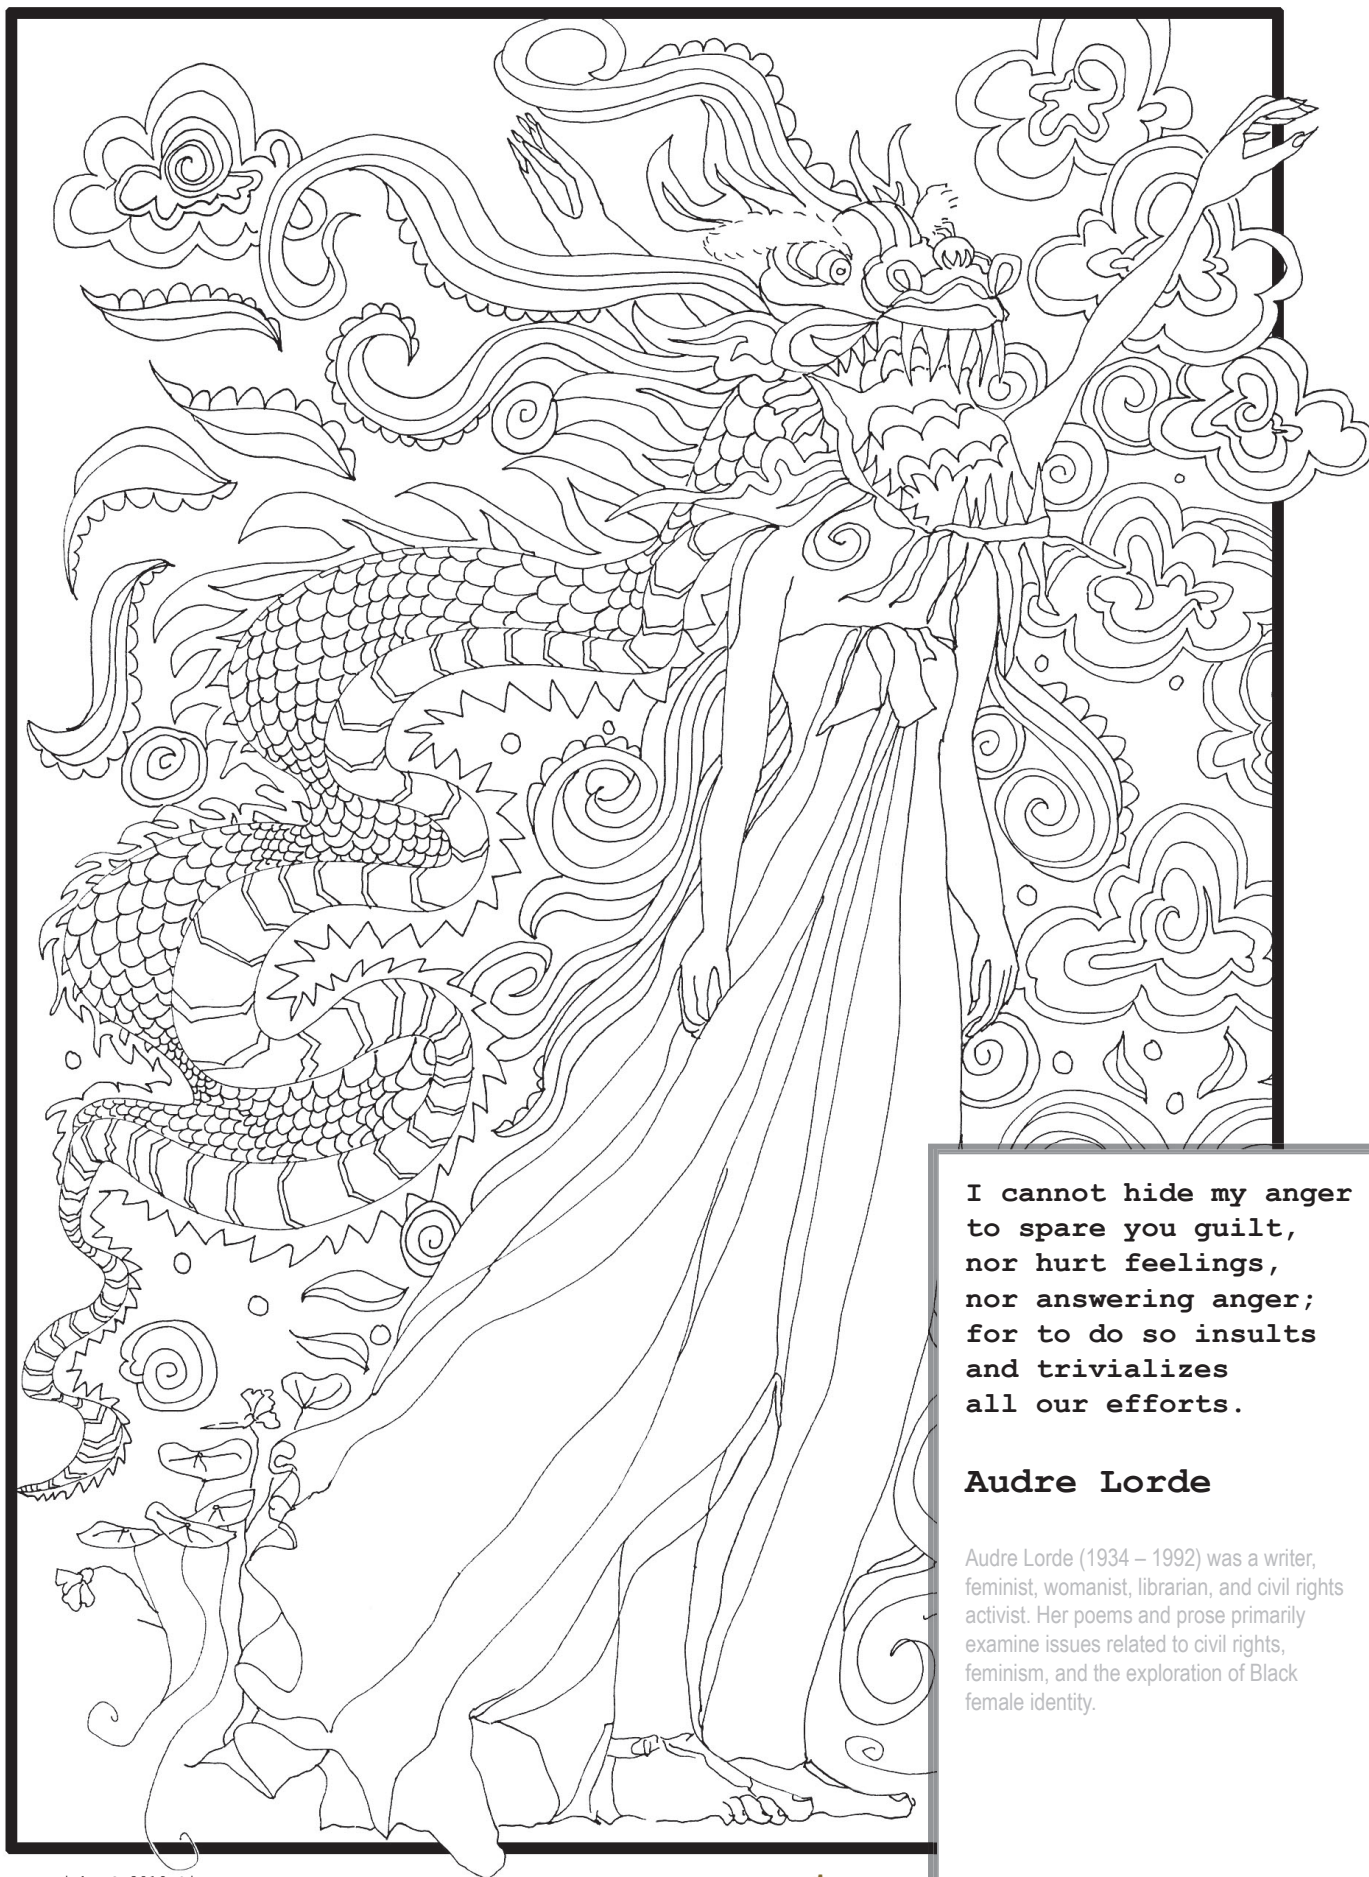 I cannot hide my anger
to spare you guilt,
nor hurt feelings,
nor answering anger;
for to do so insults
and trivializes
all our efforts.
Audre Lorde
Audre Lorde (1934 – 1992) was a writer,
feminist, womanist, librarian, and civil rights
activist. Her poems and prose primarily
examine issues related to civil rights,
feminism, and the exploration of Black
female identity.